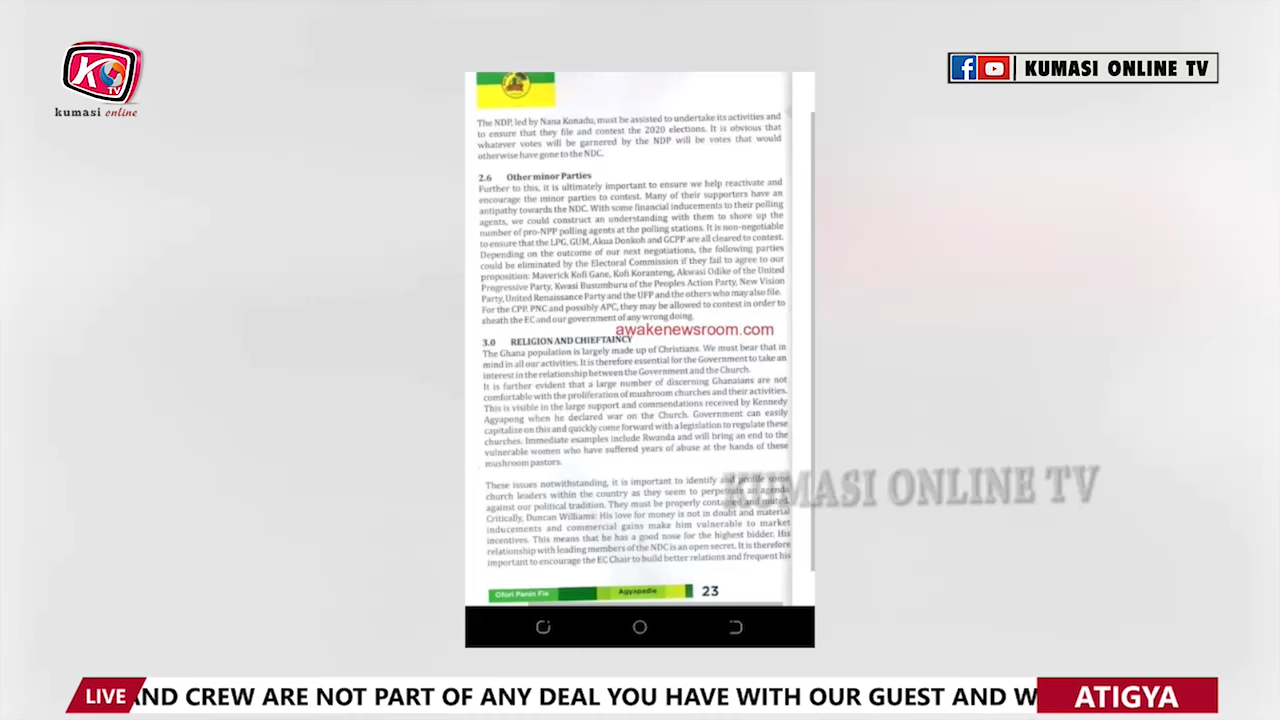 K
TV
kumasi online
f
KUMASI ONLINE TV
The NDP, led by Nana Konadu, must be assisted to undertake its activities and
to ensure that they file and contest the 2020 elections. It is obvious that
whatever votes will be garnered by the NDP will be votes that would
otherwise have gone to the NDC.
2.6 Other minor Parties
Further to this, it is ultimately important to ensure we help reactivate and
encourage the minor parties to contest. Many of their supporters have an
antipathy towards the NDC. With some financial inducements to their polling
agents, we could construct an understanding with them to shore up the
number of pro-NPP polling agents at the polling stations. It is non-negotiable
to ensure that the LPG, GUM, Akua Donkoh and GCPP are all cleared to contest.
Depending on the outcome of our next negotiations, the following parties
could be eliminated by the Electoral Commission if they fail to agree to our
proposition: Maverick Kofi Gane, Kofi Koranteng, Akwasi Odike of the United
Progressive Party, Kwasi Busumburu of the Peoples Action Party, New Vision
Party, United Renaissance Party and the UFP and the others who may also file.
For the CPP, PNC and possibly APC, they may be allowed to contest in order to
sheath the EC and our government of any wrong doing.
awakenewsroom.com
3.0 RELIGION AND CHIEFTAINCY
The Ghana population is largely made up of Christians. We must bear that in
mind in all our activities. It is therefore essential for the Government to take an
interest in the relationship between the Government and the Church.
It is further evident that a large number of discerning Ghanaians are not
comfortable with the proliferation of mushroom churches and their activities.
This is visible in the large support and commendations received by Kennedy
Agyapong when he declared war on the Church. Government can easily
capitalize on this and quickly come forward with a legislation to regulate these
churches. Immediate examples include Rwanda and will bring an end to the
vulnerable women who have suffered years of abuse at the hands of these
mushroom pastors.
These issues notwithstanding, it is important to identify and profile some
church leaders within the country as they seem to perpetrate an agenda
against our political tradition. They must be properly contained and muted.
Critically, Duncan Williams: His love for money is not in doubt and material
inducements and commercial gains make him vulnerable to market
incentives. This means that he has a good nose for the highest bidder. His
relationship with leading members of the NDC is an open secret. It is therefore
important to encourage the EC Chair to build better relations and frequent his
KUMASI ONLINE TV
Ofori Panin Fie Agyapadie 23
LIVE AND CREW ARE NOT PART OF ANY DEAL YOU HAVE WITH OUR GUEST AND W ATIGYA